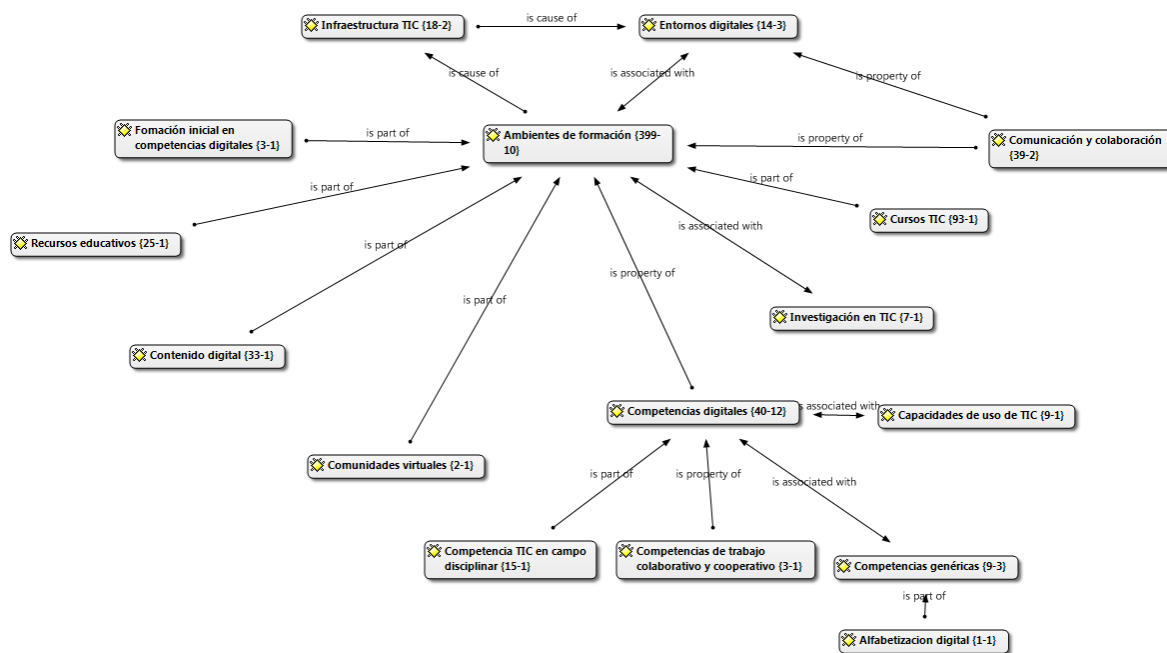 is cause of
Infraestructura TIC {18-2}
Entornos digitales {14-3}
is cause of
is associated with
is property of
Fomación inicial en
competencias digitales {3-1}
is part of
Ambientes de formación {399-
10}
is property of
Comunicación y colaboración
{39-2}
is part of
is part of
Cursos TIC {93-1}
is associated with
Recursos educativos {25-1}
is part of
is property of
is part of
Investigación en TIC {7-1}
Contenido digital {33-1}
Competencias digitales {40-12}
is associated with
Capacidades de uso de TIC {9-1}
Comunidades virtuales {2-1}
is part of
is property of
is associated with
Competencia TIC en campo
disciplinar {15-1}
Competencias de trabajo
colaborativo y cooperativo {3-1}
Competencias genéricas {9-3}
is part of
Alfabetizacion digital {1-1}